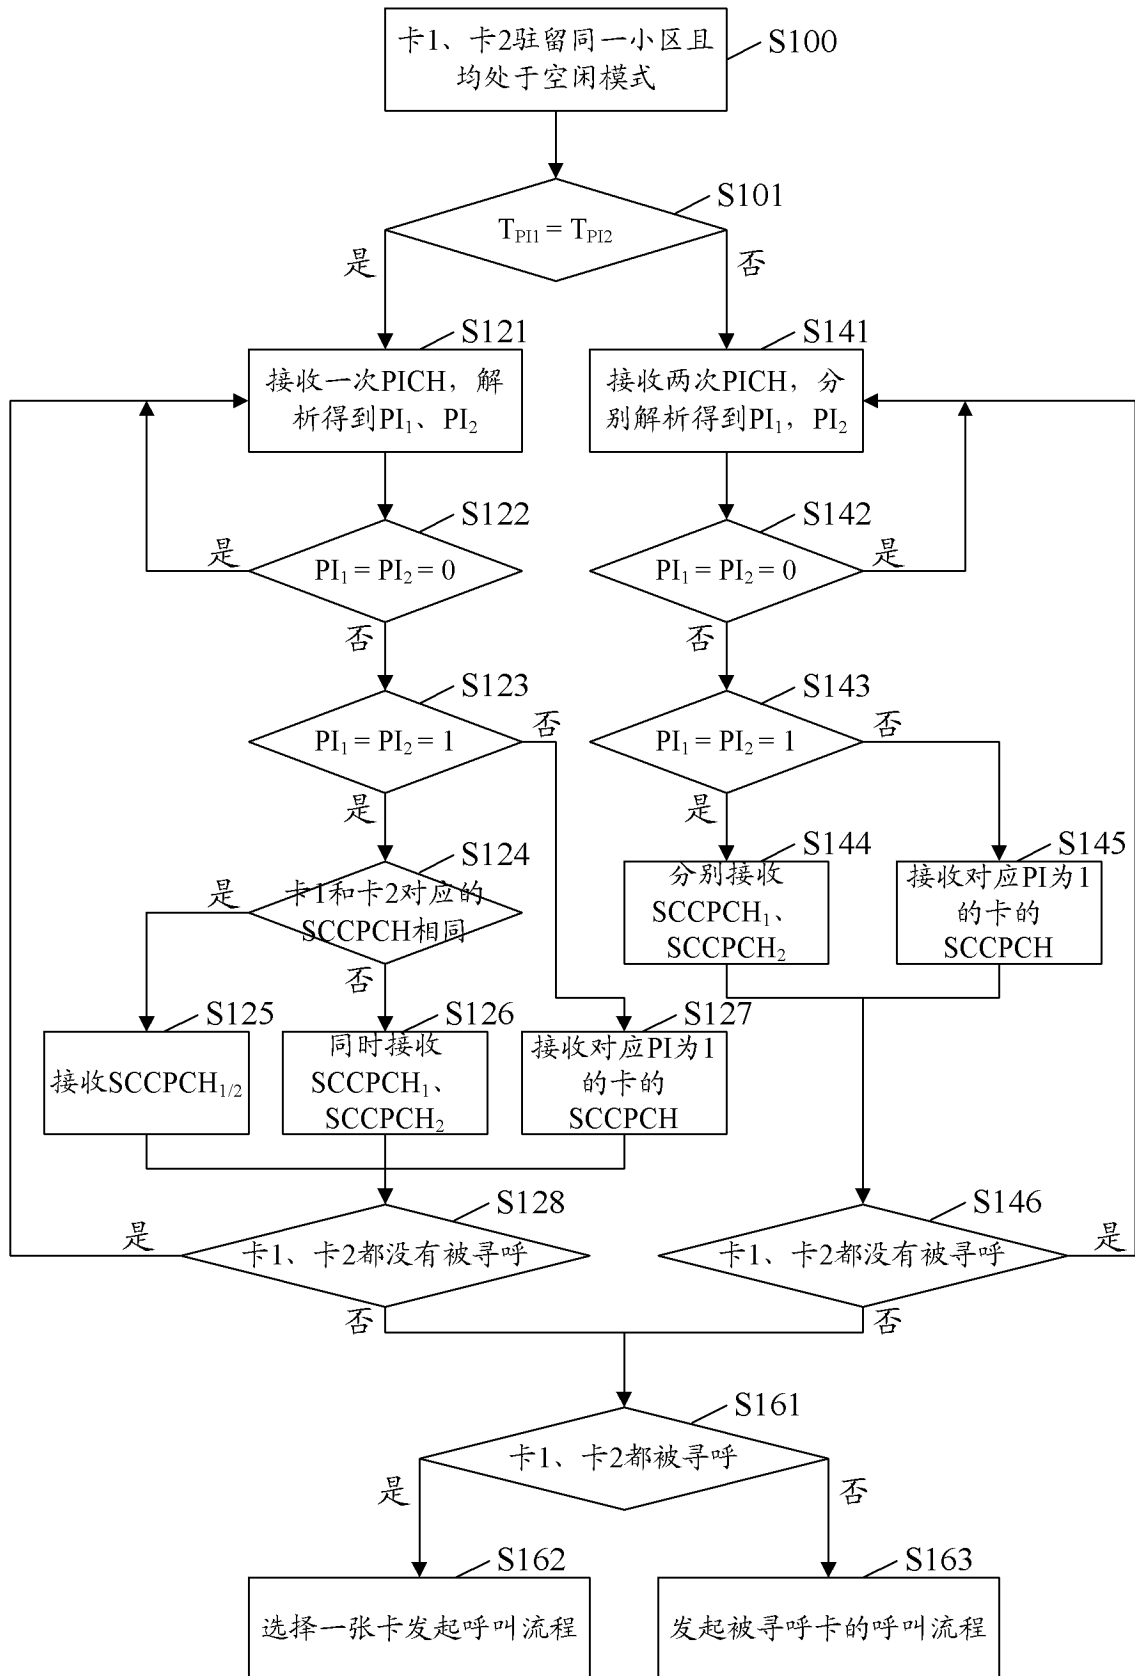 卡1、卡2驻留同一小区且
均处于空闲模式
S100
T_PI1 = T_PI2
S101
是
否
接收一次PICH，解
析得到PI₁、PI₂
S121
接收两次PICH，分
别解析得到PI₁，PI₂
S141
PI₁ = PI₂ = 0
S122
是
否
PI₁ = PI₂ = 0
S142
是
否
PI₁ = PI₂ = 1
S123
否
是
PI₁ = PI₂ = 1
S143
否
是
卡1和卡2对应的
SCCPCH相同
S124
是
否
分别接收
SCCPCH₁、
SCCPCH₂
S144
接收对应PI为1
的卡的
SCCPCH
S145
接收SCCPCH₁/₂
S125
同时接收
SCCPCH₁、
SCCPCH₂
S126
接收对应PI为1
的卡的
SCCPCH
S127
卡1、卡2都没有被寻呼
S128
是
否
卡1、卡2都没有被寻呼
S146
是
否
卡1、卡2都被寻呼
S161
是
否
选择一张卡发起呼叫流程
S162
发起被寻呼卡的呼叫流程
S163